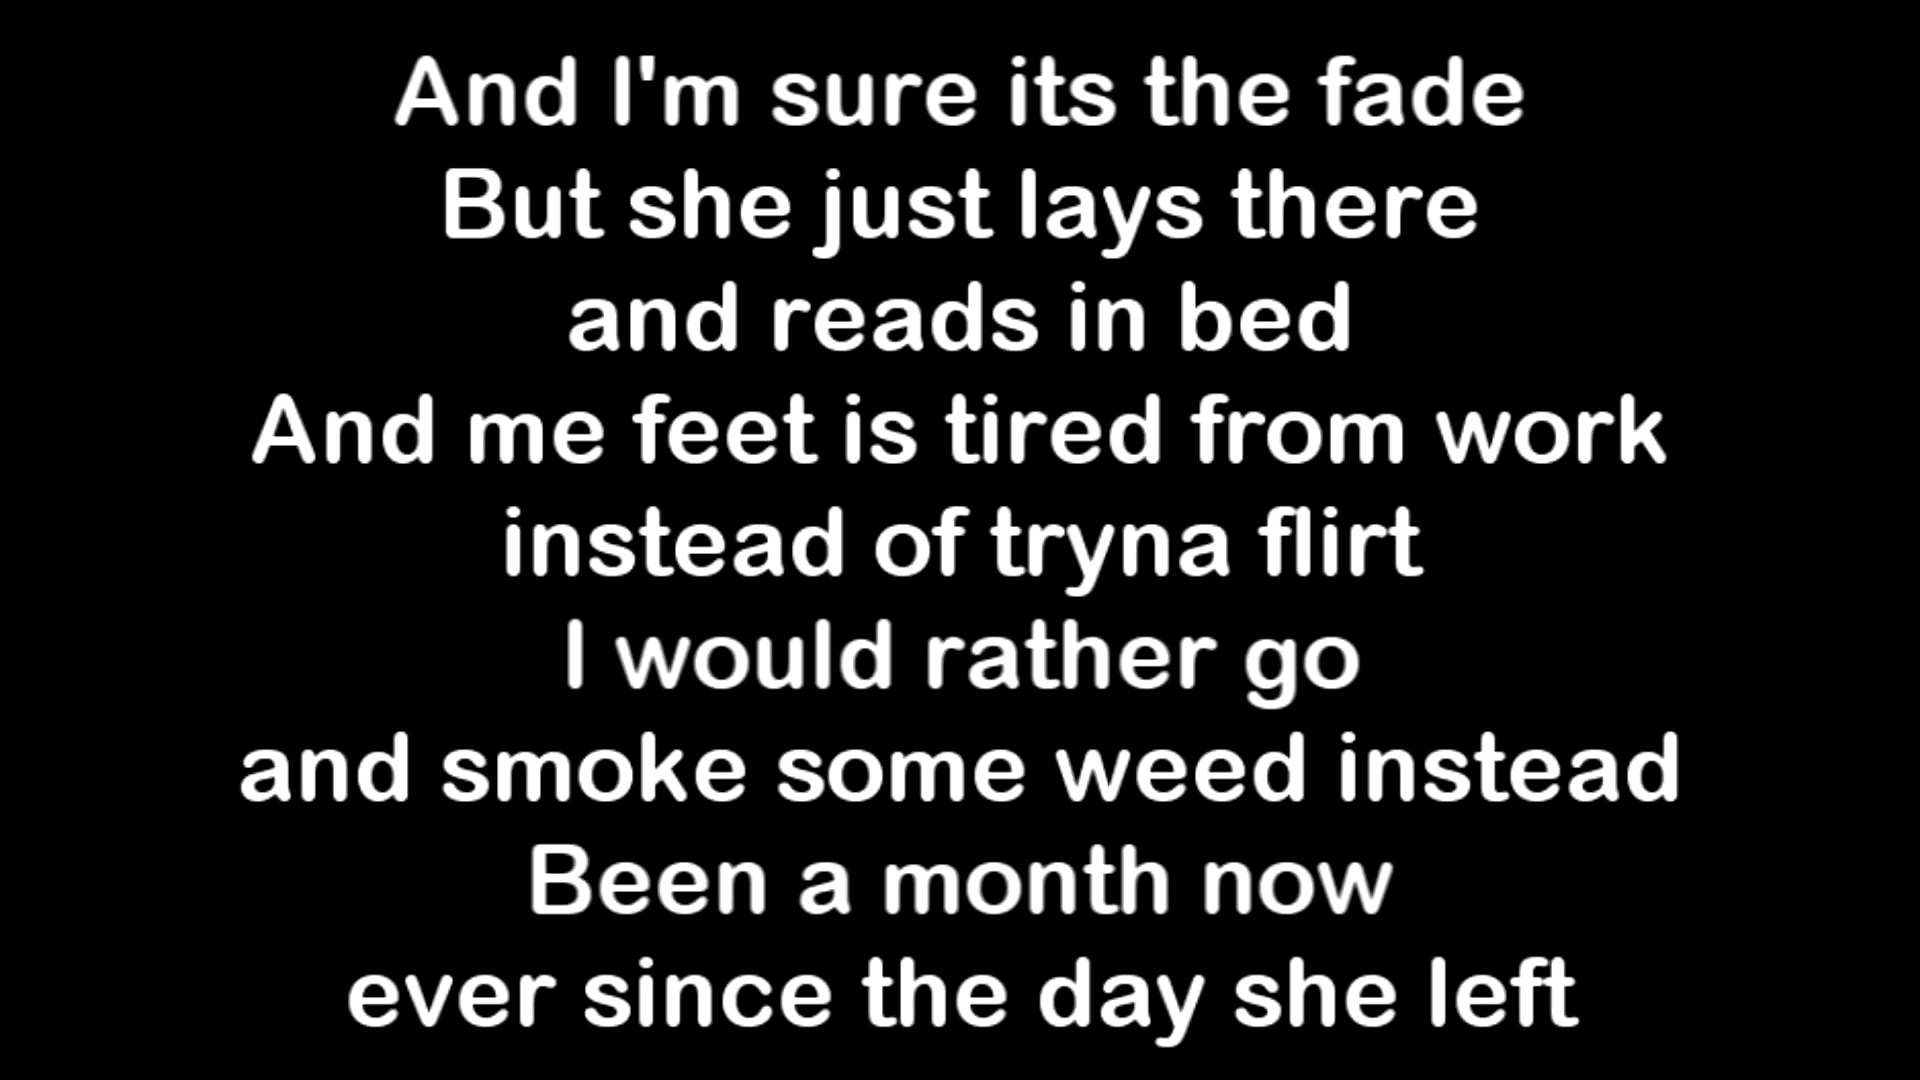 And I'm sure its the fade
But she just lays there
and reads in bed
And me feet is tired from work
instead of tryna flirt
I would rather go
and smoke some weed instead
Been a month now
ever since the day she left